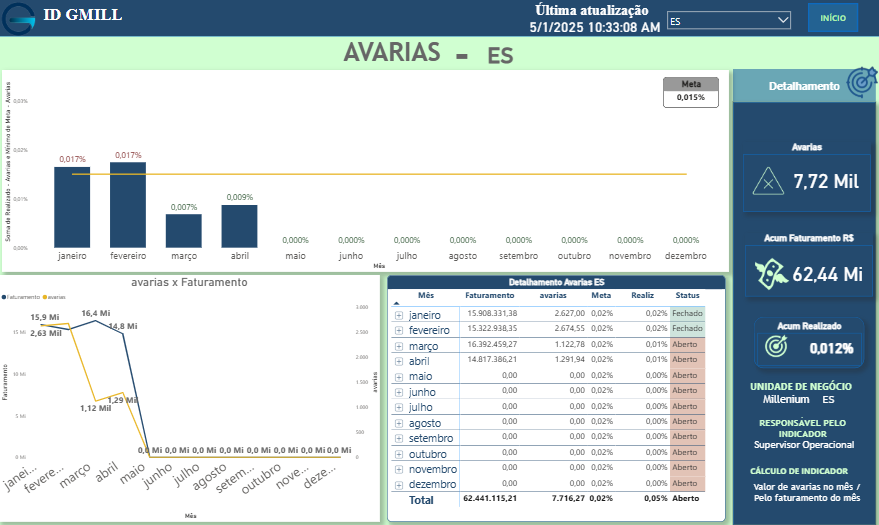 ID GMILL
Última atualização
5/1/2025 10:33:08 AM
ES
INÍCIO
AVARIAS - ES
Soma de Realizado - Avarias e Mínimo de Meta - Avarias
0,03%
0,02%
0,01%
0,00%
Meta
0,015%
0,017% 0,017% 0,007% 0,009% 0,000% 0,000% 0,000% 0,000% 0,000% 0,000% 0,000% 0,000%
janeiro fevereiro março abril maio junho julho agosto setembro outubro novembro dezembro
Mês
avarias x Faturamento
Faturamento avarias
Faturamento
15 Mi
10 Mi
5 Mi
0 Mi
15,9 Mi
2,63 Mil
16,4 Mi
14,8 Mi
1,12 Mil
1,29 Mil
0,0 Mi 0,0 Mi 0,0 Mi 0,0 Mi 0,0 Mi 0,0 Mi 0,0 Mi 0,0 Mi
3 000
2.500
2.000
1.500
1 000
500
0
avarias
janei... fevere... março abril maio junho julho agosto setem... outubro nove... deze...
Mês
Detalhamento Avarias ES
Mês Faturamento avarias Meta Realiz Status
janeiro 15.908.331,38 2.627,00 0,02% 0,02% Fechado
fevereiro 15.322.938,35 2.674,55 0,02% 0,02% Fechado
março 16.392.459,27 1.122,78 0,02% 0,01% Aberto
abril 14.817.386,21 1.291,94 0,02% 0,01% Aberto
maio 0,00 0,00 0,02% 0,00% Aberto
junho 0,00 0,00 0,02% 0,00% Aberto
julho 0,00 0,00 0,02% 0,00% Aberto
agosto 0,00 0,00 0,02% 0,00% Aberto
setembro 0,00 0,00 0,02% 0,00% Aberto
outubro 0,00 0,00 0,02% 0,00% Aberto
novembro 0,00 0,00 0,02% 0,00% Aberto
dezembro 0,00 0,00 0,02% 0,00% Aberto
Total 62.441.115,21 7.716,27 0,02% 0,05% Aberto
Detalhamento
Avarias
7,72 Mil
Acum Faturamento R$
62,44 Mi
Acum Realizado
0,012%
UNIDADE DE NEGÓCIO
Millenium ES
RESPONSÁVEL PELO
INDICADOR
Supervisor Operacional
CÁLCULO DE INDICADOR
Valor de avarias no mês /
Pelo faturamento do mês